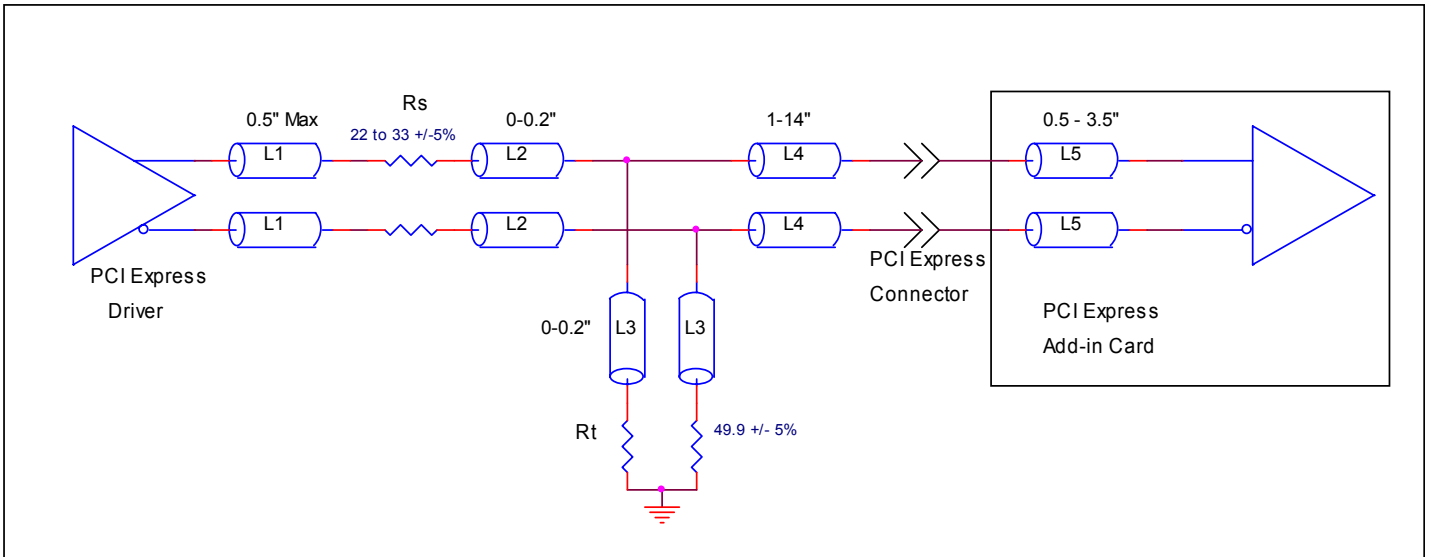 Rs
0.5" Max
22 to 33 +/-5%
0-0.2"
1-14"
0.5 - 3.5"
L1
L2
L4
L5
L1
L2
L4
L5
PCI Express
Driver
PCI Express
Connector
0-0.2"
L3
L3
PCI Express
Add-in Card
Rt
49.9 +/- 5%